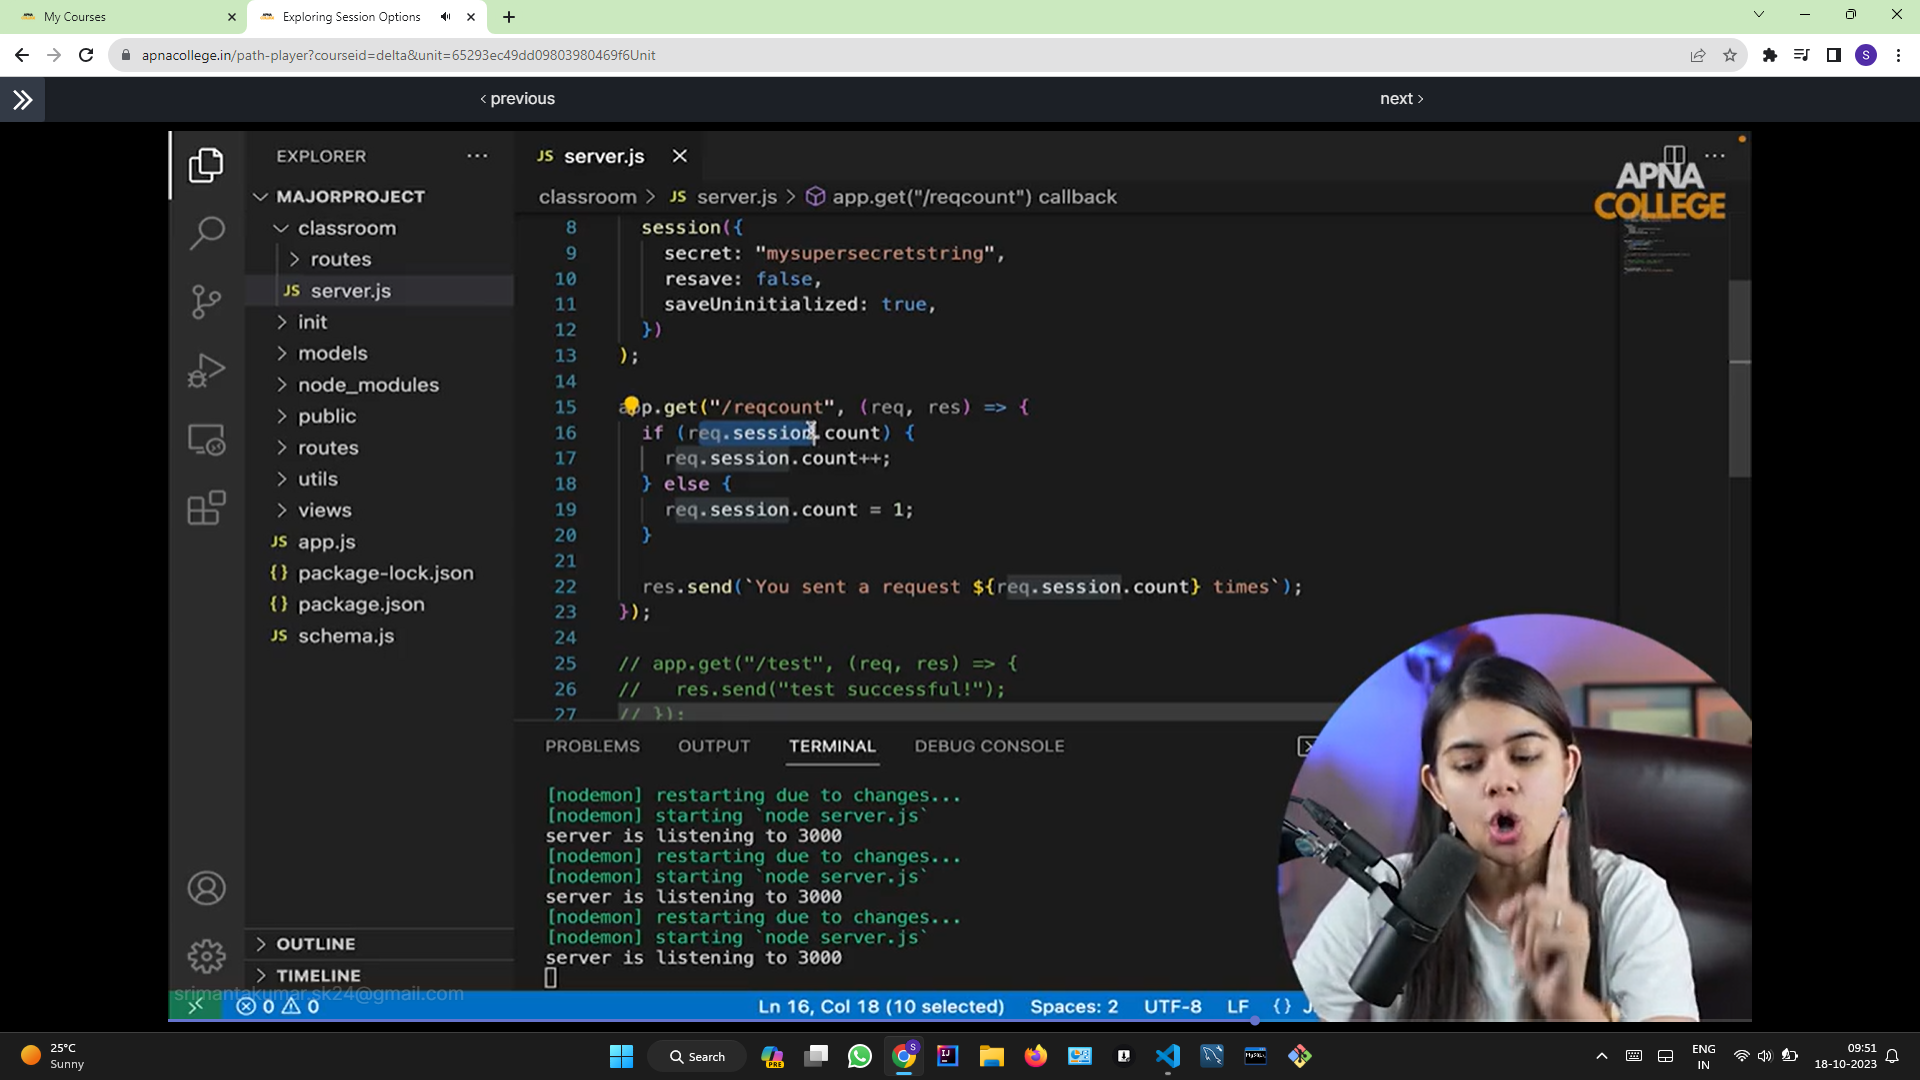 My Courses
Exploring Session Options
apnacollege.in/path-player?courseid=delta&unit=65293ec49dd09803980469f6Unit
S
‹ previous
next ›
EXPLORER
MAJORPROJECT
classroom
routes
JS server.js
init
models
node_modules
public
routes
utils
views
JS app.js
{} package-lock.json
{} package.json
JS schema.js
OUTLINE
TIMELINE
srimantakumar.sk24@gmail.com
JS server.js
classroom > JS server.js > app.get("/reqcount") callback
APNA
COLLEGE
8 session({
9 secret: "mysupersecretstring",
10 resave: false,
11 saveUninitialized: true,
12 })
13 );
14
15 app.get("/reqcount", (req, res) => {
16 if (req.session.count) {
17 req.session.count++;
18 } else {
19 req.session.count = 1;
20 }
21
22 res.send(`You sent a request ${req.session.count} times`);
23 });
24
25 // app.get("/test", (req, res) => {
26 // res.send("test successful!");
27 // });
PROBLEMS OUTPUT TERMINAL DEBUG CONSOLE
[nodemon] restarting due to changes...
[nodemon] starting `node server.js`
server is listening to 3000
[nodemon] restarting due to changes...
[nodemon] starting `node server.js`
server is listening to 3000
[nodemon] restarting due to changes...
[nodemon] starting `node server.js`
server is listening to 3000
0 0 Ln 16, Col 18 (10 selected) Spaces: 2 UTF-8 LF {}
25°C
Sunny
Search
PRE
S
ENG
IN
09:51
18-10-2023